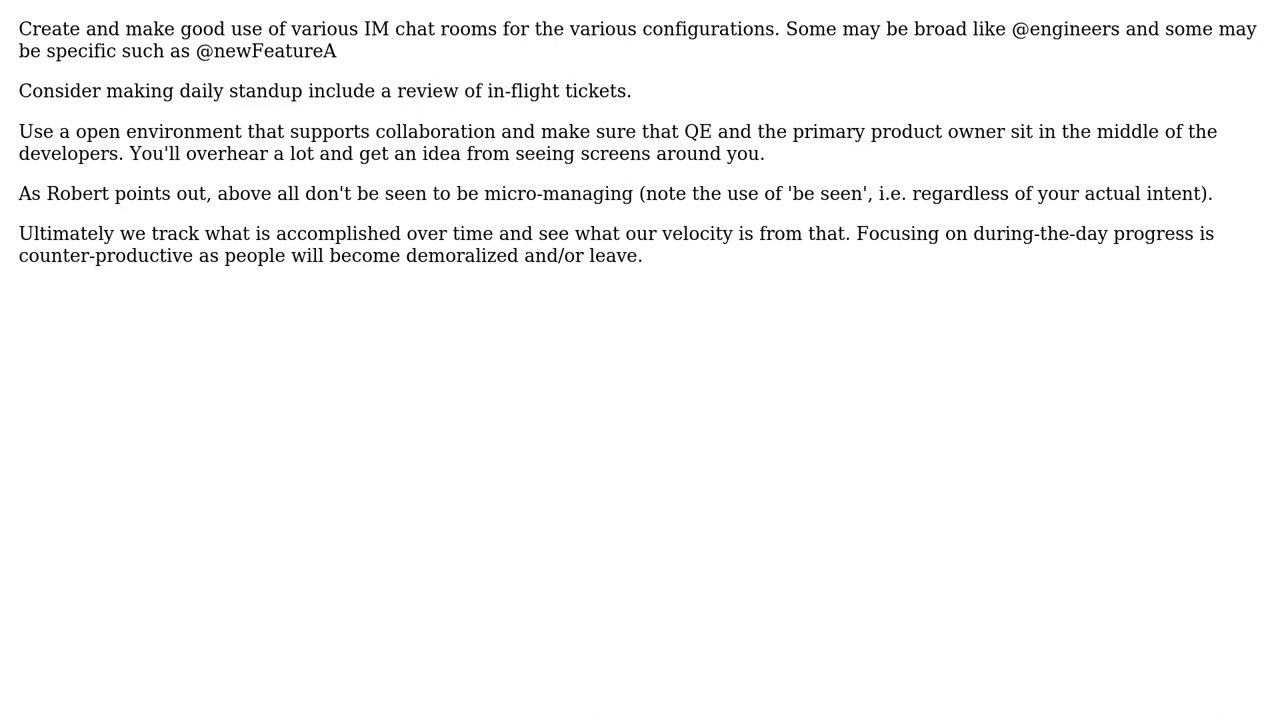 Create and make good use of various IM chat rooms for the various configurations. Some may be broad like @engineers and some may
be specific such as @newFeatureA
Consider making daily standup include a review of in-flight tickets.
Use a open environment that supports collaboration and make sure that QE and the primary product owner sit in the middle of the
developers. You'll overhear a lot and get an idea from seeing screens around you.
As Robert points out, above all don't be seen to be micro-managing (note the use of 'be seen', i.e. regardless of your actual intent).
Ultimately we track what is accomplished over time and see what our velocity is from that. Focusing on during-the-day progress is
counter-productive as people will become demoralized and/or leave.